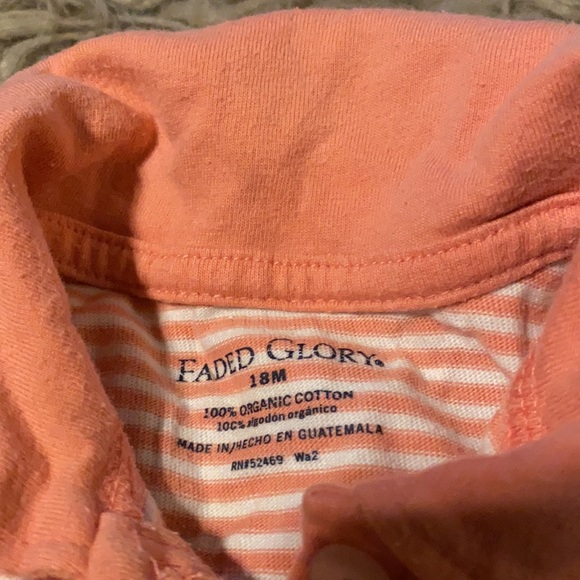 FADED GLORY®
18M
100% ORGANIC COTTON
100% algodón orgánico
MADE IN/HECHO EN GUATEMALA
RN#52469 Wa2